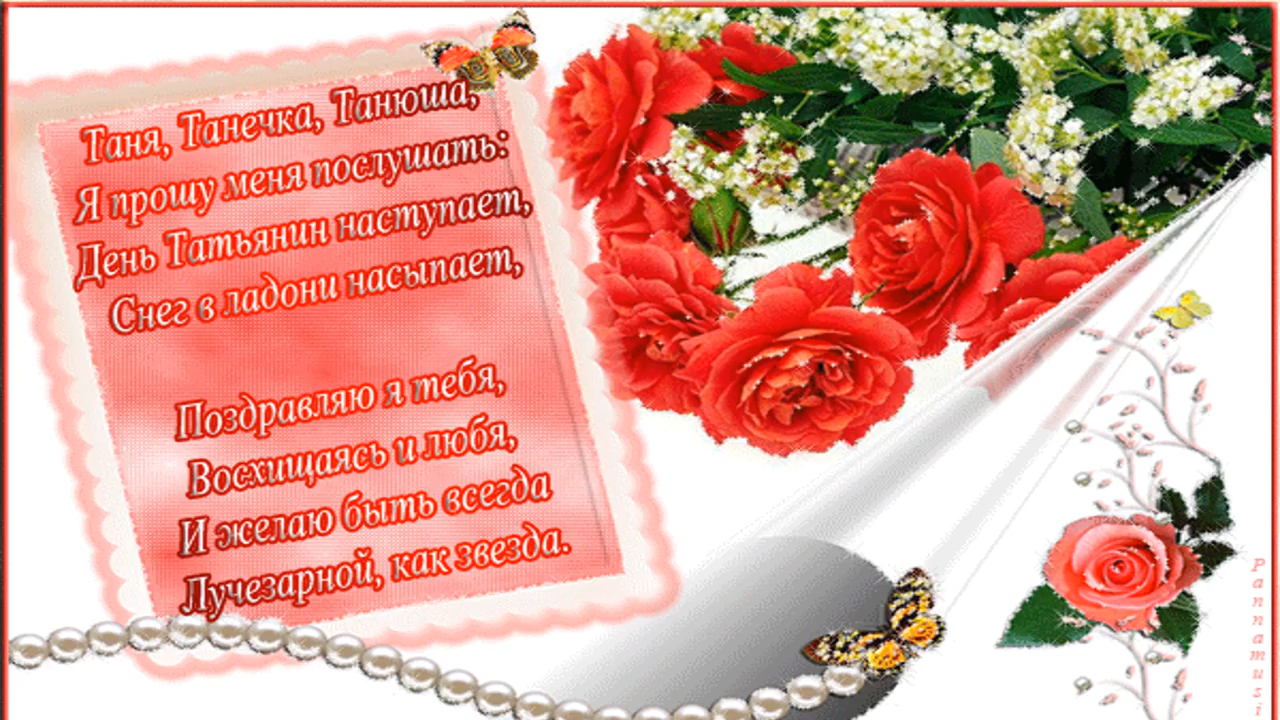 Таня, Танечка, Танюша,
Я прошу меня послушать:
День Татьянин наступает,
Снег в ладони насыпает,
Поздравляю я тебя,
Восхищаясь и любя,
И желаю быть всегда
Лучезарной, как звезда.
Pannamusi